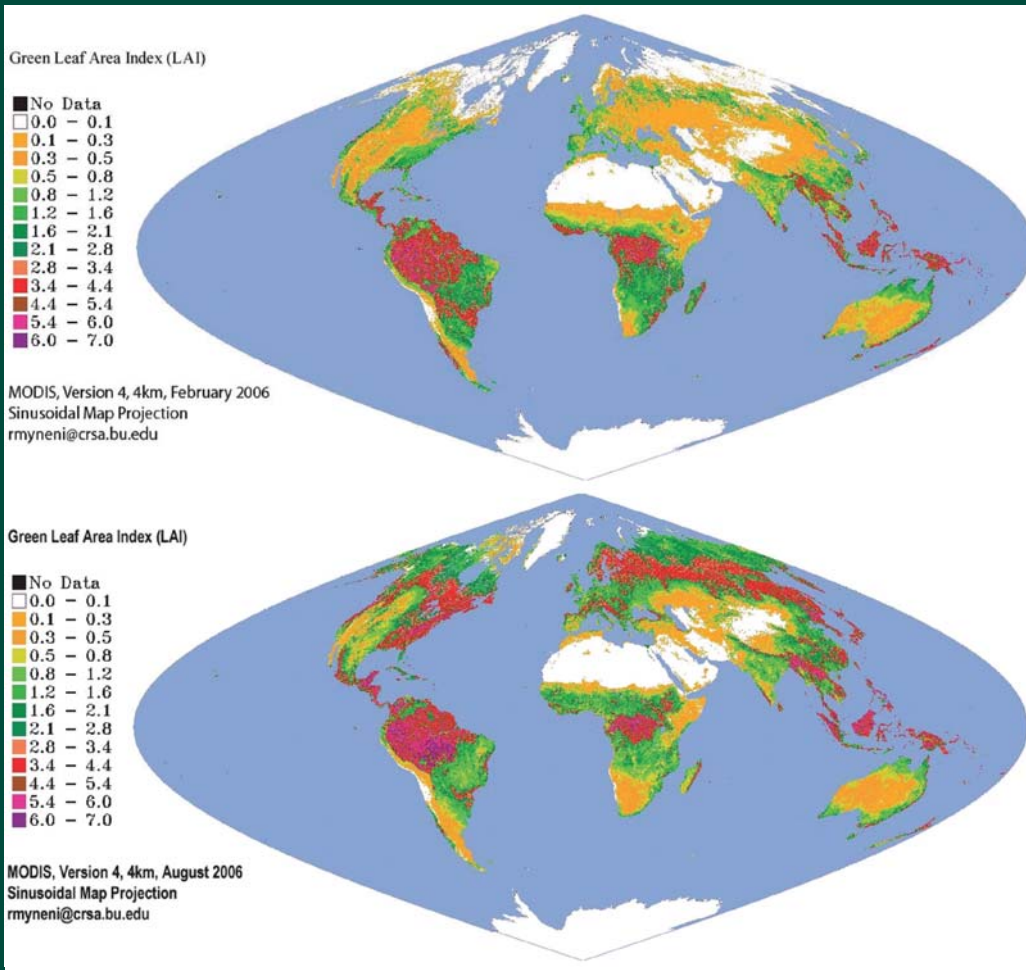 Green Leaf Area Index (LAI)
No Data
0.0 – 0.1
0.1 – 0.3
0.3 – 0.5
0.5 – 0.8
0.8 – 1.2
1.2 – 1.6
1.6 – 2.1
2.1 – 2.8
2.8 – 3.4
3.4 – 4.4
4.4 – 5.4
5.4 – 6.0
6.0 – 7.0
MODIS, Version 4, 4km, February 2006
Sinusoidal Map Projection
rmyneni@crsa.bu.edu
Green Leaf Area Index (LAI)
No Data
0.0 – 0.1
0.1 – 0.3
0.3 – 0.5
0.5 – 0.8
0.8 – 1.2
1.2 – 1.6
1.6 – 2.1
2.1 – 2.8
2.8 – 3.4
3.4 – 4.4
4.4 – 5.4
5.4 – 6.0
6.0 – 7.0
MODIS, Version 4, 4km, August 2006
Sinusoidal Map Projection
rmyneni@crsa.bu.edu